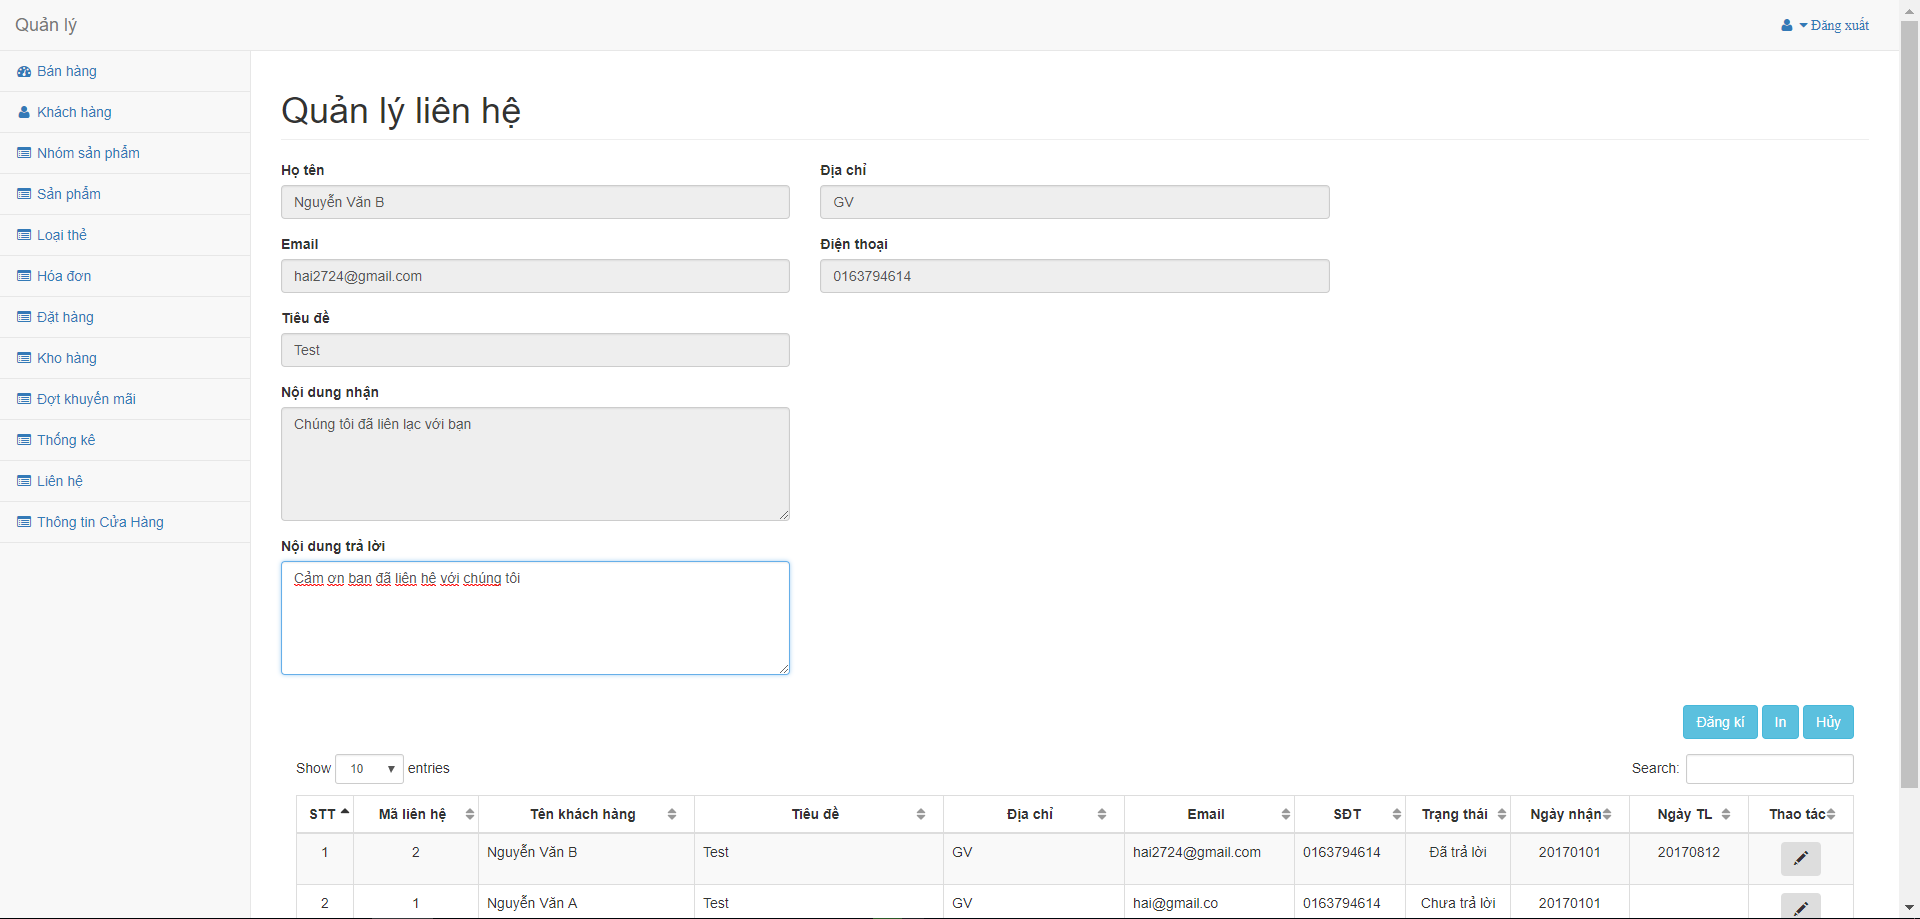 Quản lý
Đăng xuất
Bán hàng
Khách hàng
Nhóm sản phẩm
Sản phẩm
Loại thẻ
Hóa đơn
Đặt hàng
Kho hàng
Đợt khuyến mãi
Thống kê
Liên hệ
Thông tin Cửa Hàng
Quản lý liên hệ
Họ tên Địa chỉ
Nguyễn Văn B GV
Email Điện thoại
hai2724@gmail.com 0163794614
Tiêu đề
Test
Nội dung nhận
Chúng tôi đã liên lạc với bạn
Nội dung trả lời
Cảm ơn bạn đã liên hệ với chúng tôi
Đăng kí In Hủy
Show 10 entries Search:
STT Mã liên hệ Tên khách hàng Tiêu đề Địa chỉ Email SĐT Trạng thái Ngày nhận Ngày TL Thao tác
1 2 Nguyễn Văn B Test GV hai2724@gmail.com 0163794614 Đã trả lời 20170101 20170812
2 1 Nguyễn Văn A Test GV hai@gmail.co 0163794614 Chưa trả lời 20170101